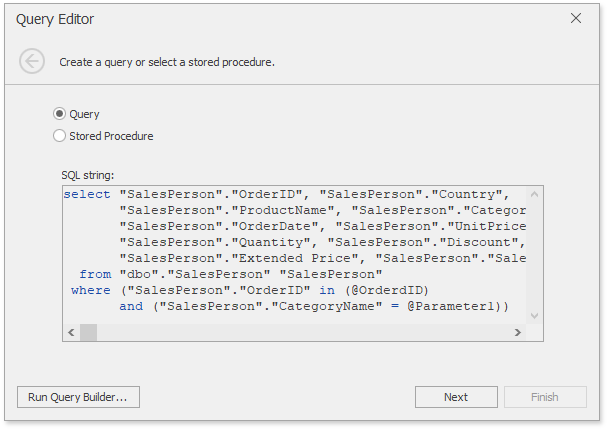 Query Editor
Create a query or select a stored procedure.
Query
Stored Procedure
SQL string:
select "SalesPerson"."OrderID", "SalesPerson"."Country",
"SalesPerson"."ProductName", "SalesPerson"."Categor
"SalesPerson"."OrderDate", "SalesPerson"."UnitPrice
"SalesPerson"."Quantity", "SalesPerson"."Discount",
"SalesPerson"."Extended Price", "SalesPerson"."Sale
from "dbo"."SalesPerson" "SalesPerson"
where ("SalesPerson"."OrderID" in (@OrderdID)
and ("SalesPerson"."CategoryName" = @Parameter1))
Run Query Builder... Next Finish